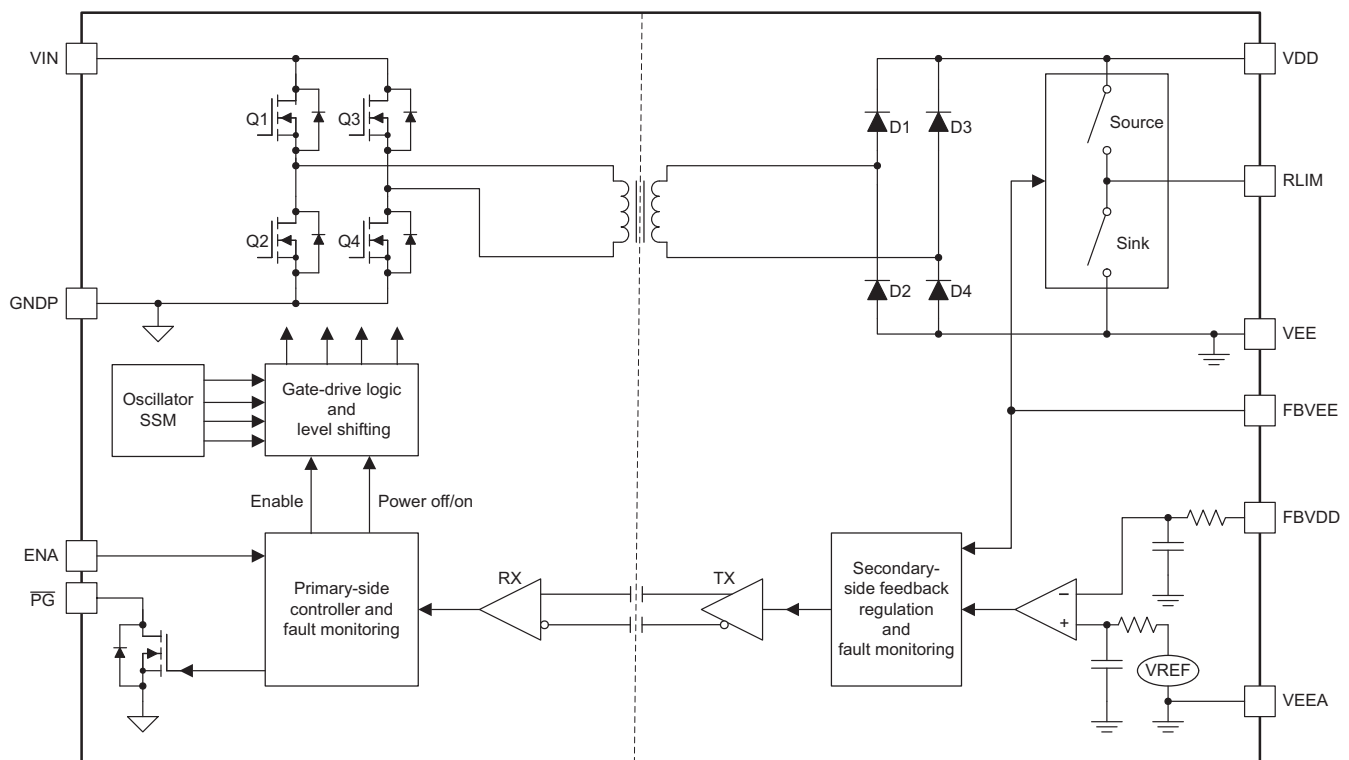 VIN
VDD
Q1
Q3
D1
D3
Source
RLIM
Sink
Q2
Q4
D2
D4
GNDP
VEE
Oscillator
SSM
Gate-drive logic
and
level shifting
FBVEE
Enable
Power off/on
FBVDD
ENA
PG
Primary-side
controller and
fault monitoring
RX
TX
Secondary-
side feedback
regulation
and
fault monitoring
–
+
VREF
VEEA